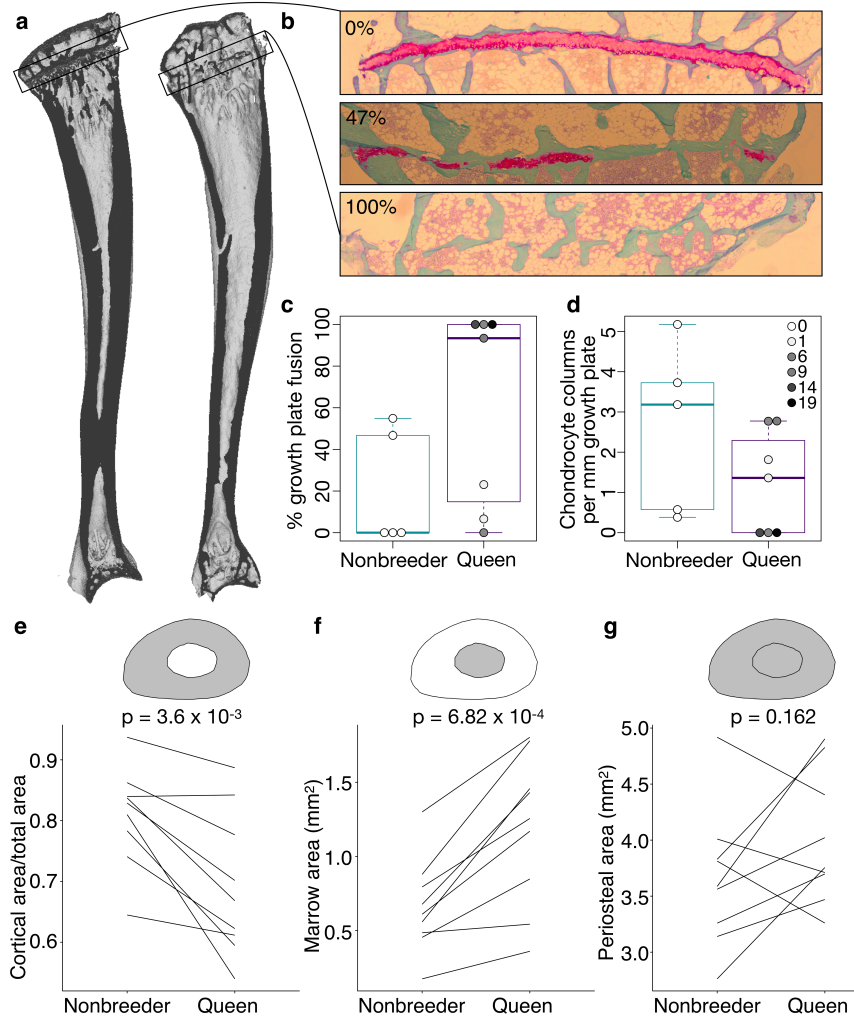 a
b
0%
47%
100%
c
% growth plate fusion
100
80
60
40
20
0
Nonbreeder Queen
d
Chondrocyte columns
per mm growth plate
5
4
3
2
1
0
0
1
6
9
14
19
Nonbreeder Queen
e
p = 3.6 x 10-3
Cortical area/total area
0.9
0.8
0.7
0.6
Nonbreeder Queen
f
p = 6.82 x 10-4
Marrow area (mm²)
1.5
1.0
0.5
Nonbreeder Queen
g
p = 0.162
Periosteal area (mm²)
5.0
4.5
4.0
3.5
3.0
Nonbreeder Queen